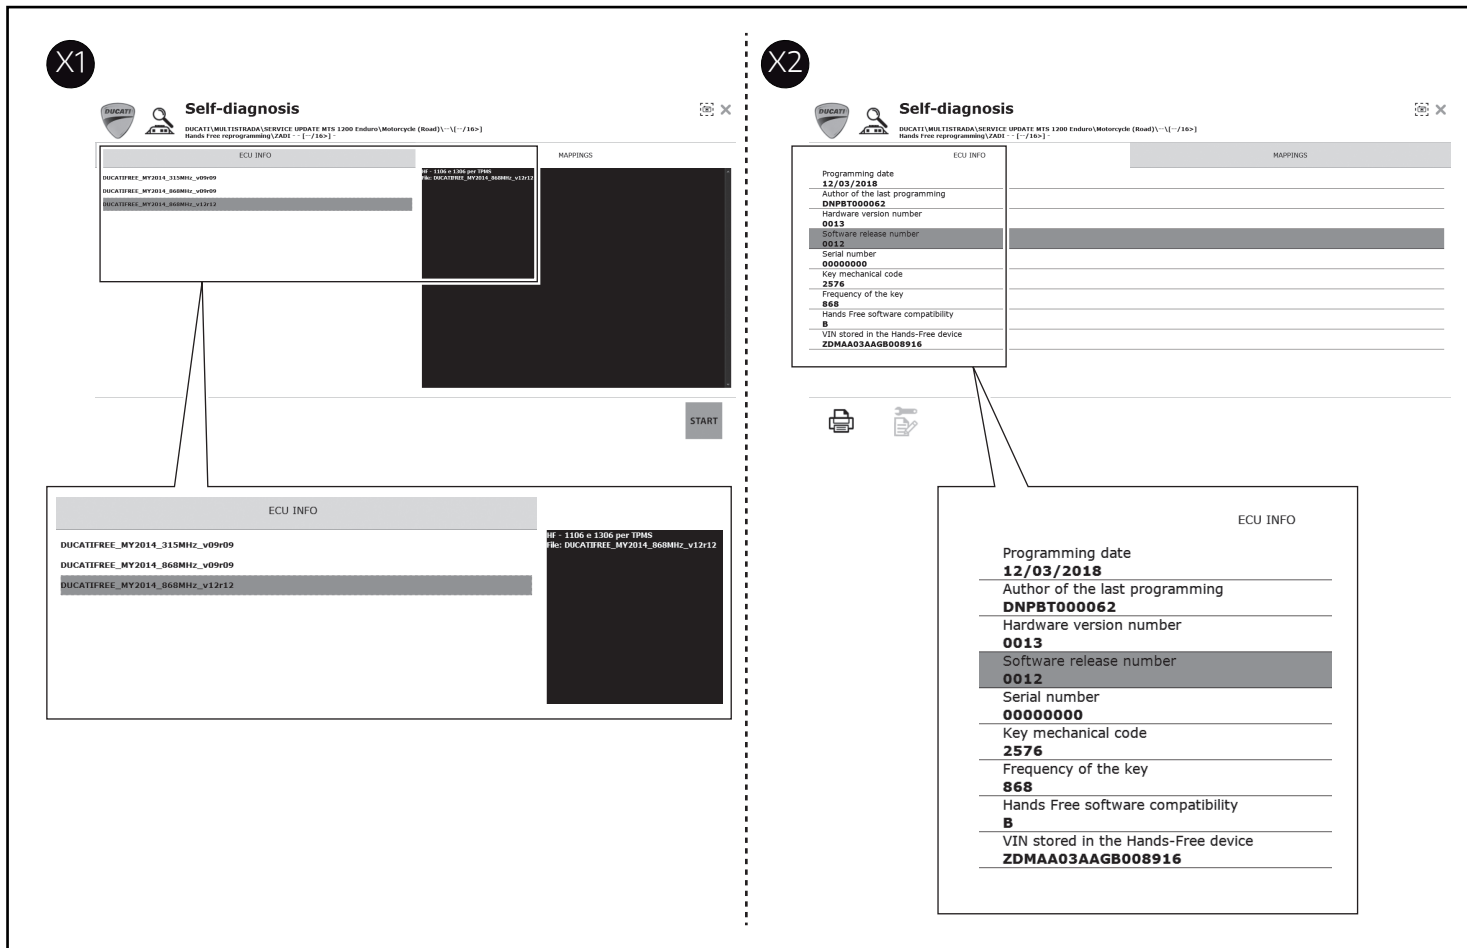 X1
DUCATI
Self-diagnosis
DUCATI\MULTISTRADA\SERVICE UPDATE MTS 1200 Enduro\Motorcycle (Road)\--\[--/16>]
Hands Free reprogramming\ZADI - - [--/16>] -
ECU INFO
MAPPINGS
DUCATIFREE_MY2014_315MHz_v09r09
DUCATIFREE_MY2014_868MHz_v09r09
DUCATIFREE_MY2014_868MHz_v12r12
HF - 1106 e 1306 per TPMS
File: DUCATIFREE_MY2014_868MHz_v12r12
START
ECU INFO
DUCATIFREE_MY2014_315MHz_v09r09
DUCATIFREE_MY2014_868MHz_v09r09
DUCATIFREE_MY2014_868MHz_v12r12
HF - 1106 e 1306 per TPMS
File: DUCATIFREE_MY2014_868MHz_v12r12
X2
DUCATI
Self-diagnosis
DUCATI\MULTISTRADA\SERVICE UPDATE MTS 1200 Enduro\Motorcycle (Road)\--\[--/16>]
Hands Free reprogramming\ZADI - - [--/16>] -
ECU INFO
MAPPINGS
Programming date
12/03/2018
Author of the last programming
DNPBT000062
Hardware version number
0013
Software release number
0012
Serial number
00000000
Key mechanical code
2576
Frequency of the key
868
Hands Free software compatibility
B
VIN stored in the Hands-Free device
ZDMAA03AAGB008916
ECU INFO
Programming date
12/03/2018
Author of the last programming
DNPBT000062
Hardware version number
0013
Software release number
0012
Serial number
00000000
Key mechanical code
2576
Frequency of the key
868
Hands Free software compatibility
B
VIN stored in the Hands-Free device
ZDMAA03AAGB008916